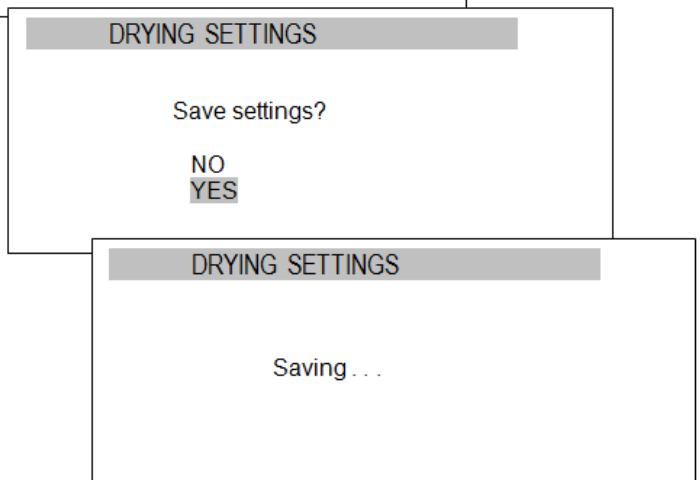 DRYING SETTINGS
Save settings?
NO
YES
DRYING SETTINGS
Saving . . .